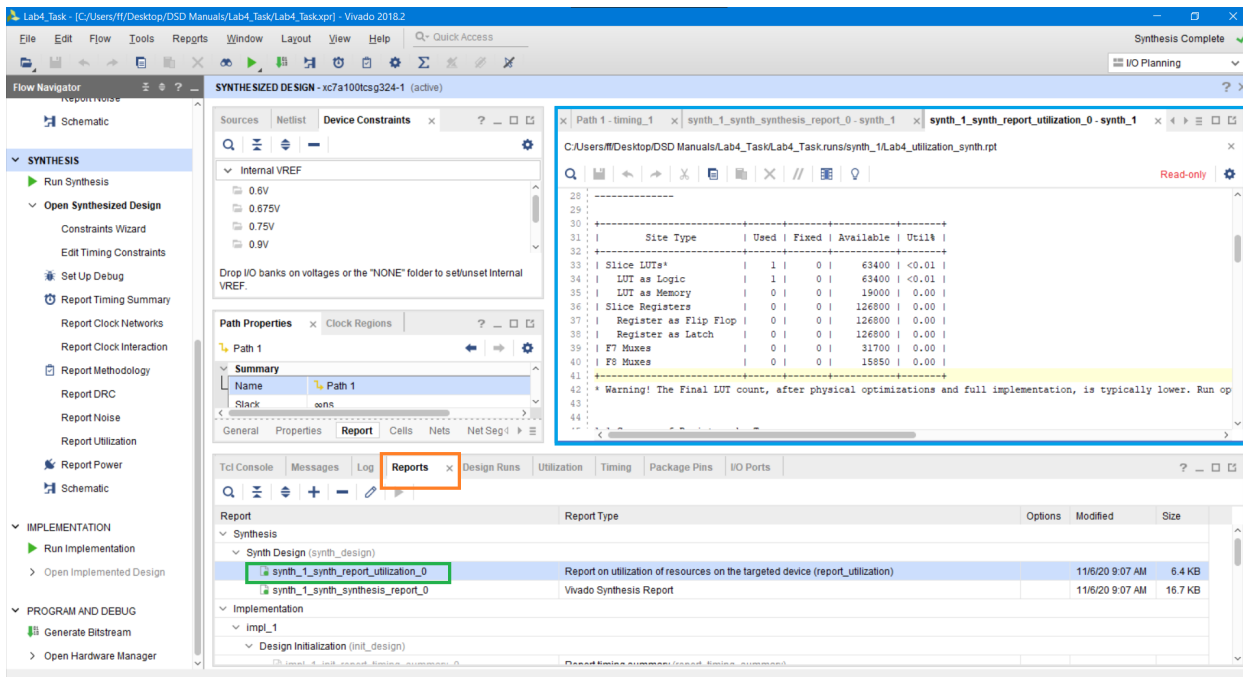 Lab4_Task - [C:/Users/ff/Desktop/DSD Manuals/Lab4_Task/Lab4_Task.xpr] - Vivado 2018.2
File Edit Flow Tools Reports Window Layout View Help Quick Access Synthesis Complete
I/O Planning
Flow Navigator
Report Noise
Schematic
SYNTHESIS
Run Synthesis
Open Synthesized Design
Constraints Wizard
Edit Timing Constraints
Set Up Debug
Report Timing Summary
Report Clock Networks
Report Clock Interaction
Report Methodology
Report DRC
Report Noise
Report Utilization
Report Power
Schematic
IMPLEMENTATION
Run Implementation
Open Implemented Design
PROGRAM AND DEBUG
Generate Bitstream
Open Hardware Manager
SYNTHESIZED DESIGN - xc7a100tcsg324-1 (active)
Sources Netlist Device Constraints
Internal VREF
0.6V
0.675V
0.75V
0.9V
Drop I/O banks on voltages or the "NONE" folder to set/unset Internal
VREF.
Path Properties Clock Regions
Path 1
Summary
Name Path 1
Slack ∞ns
General Properties Report Cells Nets Net Seg
Path 1 - timing_1 synth_1_synth_synthesis_report_0 - synth_1 synth_1_synth_report_utilization_0 - synth_1
C:/Users/ff/Desktop/DSD Manuals/Lab4_Task/Lab4_Task.runs/synth_1/Lab4_utilization_synth.rpt
Read-only
28 --------------
29
30 +----------------------------+------+-------+-----------+-------+
31 | Site Type | Used | Fixed | Available | Util% |
32 +----------------------------+------+-------+-----------+-------+
33 | Slice LUTs* | 1 | 0 | 63400 | <0.01 |
34 | LUT as Logic | 1 | 0 | 63400 | <0.01 |
35 | LUT as Memory | 0 | 0 | 19000 | 0.00 |
36 | Slice Registers | 0 | 0 | 126800 | 0.00 |
37 | Register as Flip Flop | 0 | 0 | 126800 | 0.00 |
38 | Register as Latch | 0 | 0 | 126800 | 0.00 |
39 | F7 Muxes | 0 | 0 | 31700 | 0.00 |
40 | F8 Muxes | 0 | 0 | 15850 | 0.00 |
41 +----------------------------+------+-------+-----------+-------+
42 * Warning! The Final LUT count, after physical optimizations and full implementation, is typically lower. Run op
43
44
Tcl Console Messages Log Reports Design Runs Utilization Timing Package Pins I/O Ports
Report Report Type Options Modified Size
Synthesis
Synth Design (synth_design)
synth_1_synth_report_utilization_0 Report on utilization of resources on the targeted device (report_utilization) 11/6/20 9:07 AM 6.4 KB
synth_1_synth_synthesis_report_0 Vivado Synthesis Report 11/6/20 9:07 AM 16.7 KB
Implementation
impl_1
Design Initialization (init_design)
impl_1_init_report_timing_summary_0 Report timing summary (report_timing_summary)